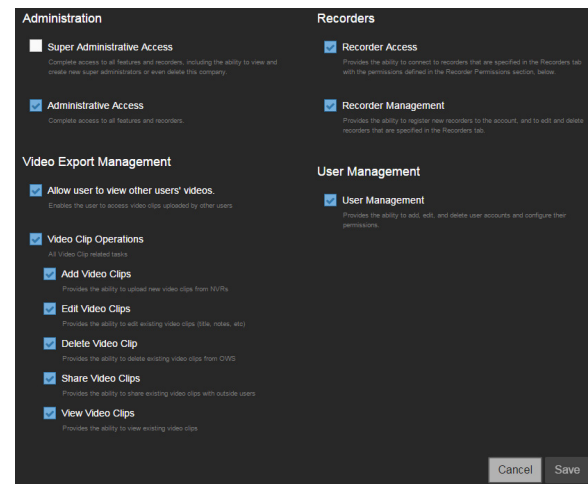 Administration
Super Administrative Access
Complete access to all features and recorders, including the ability to view and
create new super administrators or even delete this company.
Administrative Access
Complete access to all features and recorders.
Video Export Management
Allow user to view other users' videos.
Enables the user to access video clips uploaded by other users
Video Clip Operations
All Video Clip related tasks
Add Video Clips
Provides the ability to upload new video clips from NVRs
Edit Video Clips
Provides the ability to edit existing video clips (title, notes, etc)
Delete Video Clip
Provides the ability to delete existing video clips from OWS
Share Video Clips
Provides the ability to share existing video clips with outside users
View Video Clips
Provides the ability to view existing video clips
Recorders
Recorder Access
Provides the ability to connect to recorders that are specified in the Recorders tab
with the permissions defined in the Recorder Permissions section, below.
Recorder Management
Provides the ability to register new recorders to the account, and to edit and delete
recorders that are specified in the Recorders tab.
User Management
User Management
Provides the ability to add, edit, and delete user accounts and configure their
permissions.
Cancel
Save